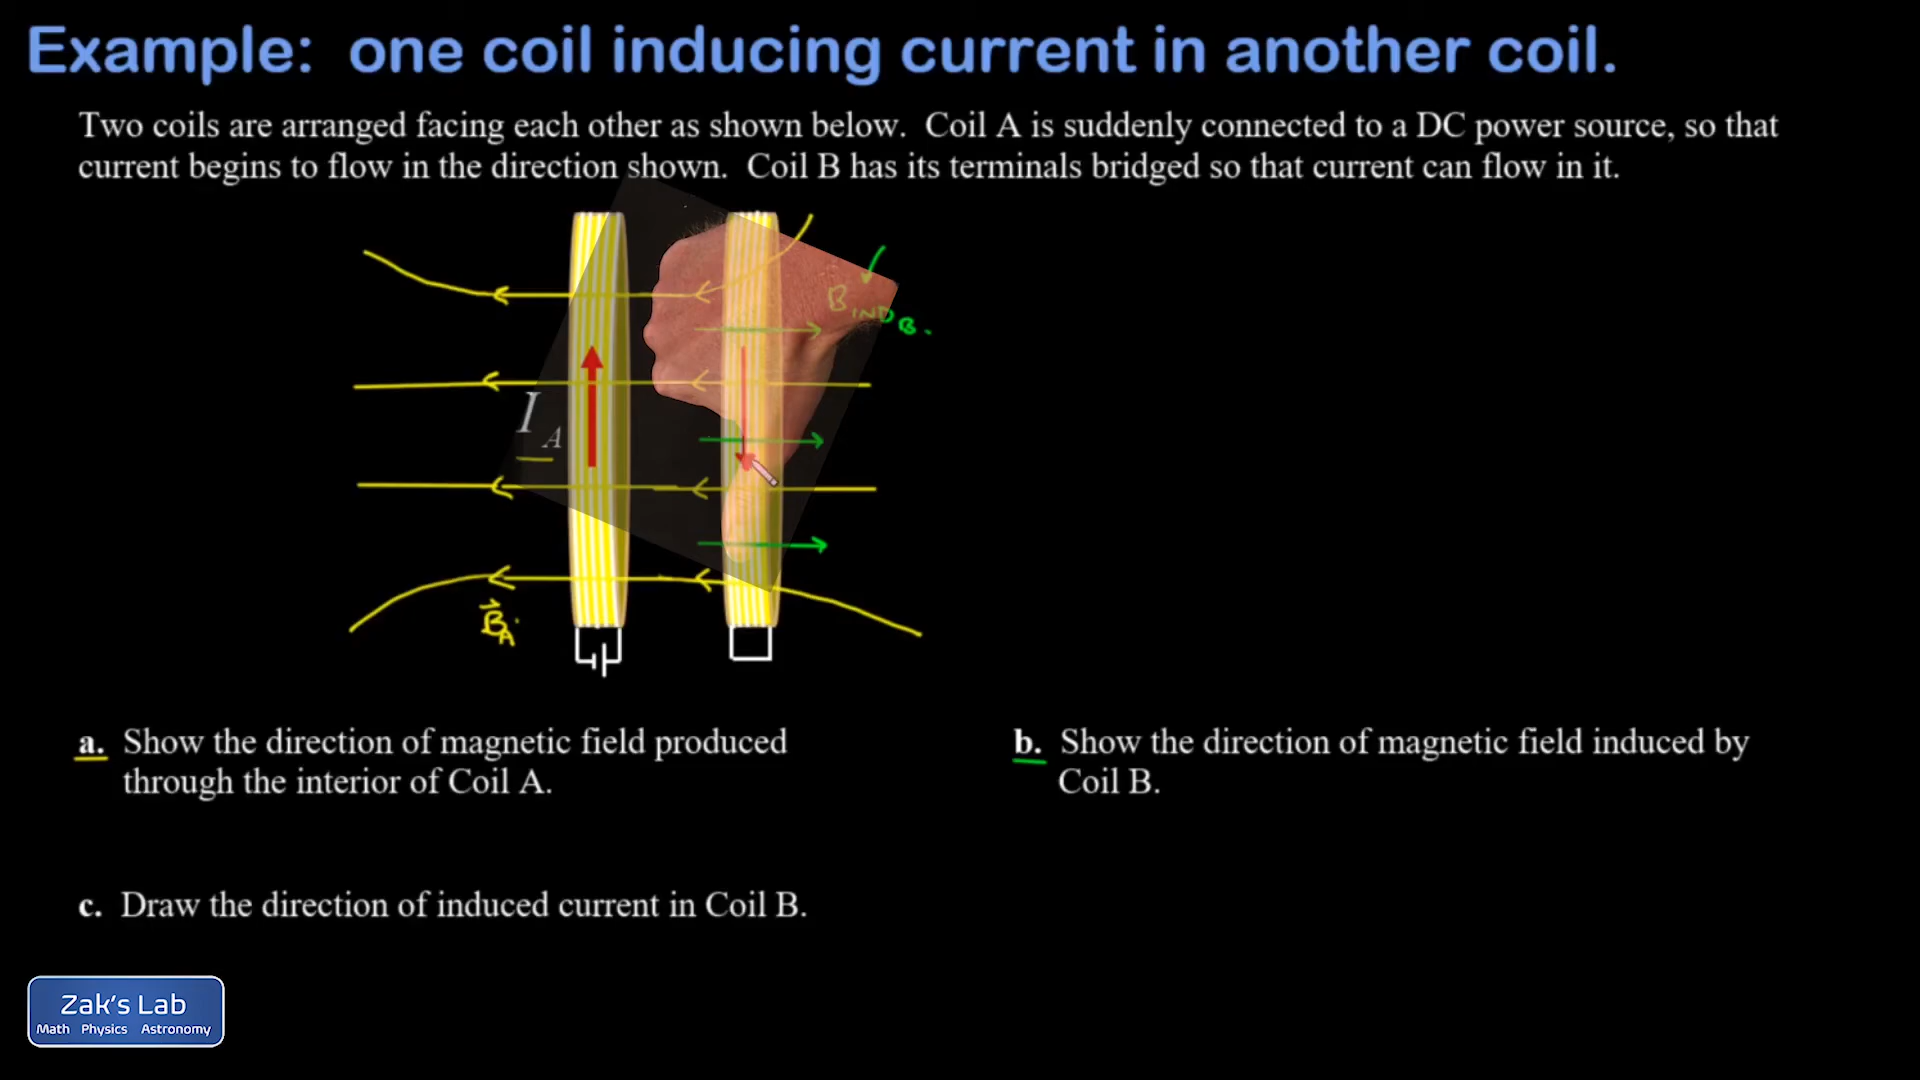 Example: one coil inducing current in another coil.
Two coils are arranged facing each other as shown below. Coil A is suddenly connected to a DC power source, so that
current begins to flow in the direction shown. Coil B has its terminals bridged so that current can flow in it.
B IND B.
I A
B A
a. Show the direction of magnetic field produced
through the interior of Coil A.
b. Show the direction of magnetic field induced by
Coil B.
c. Draw the direction of induced current in Coil B.
Zak's Lab
Math Physics Astronomy